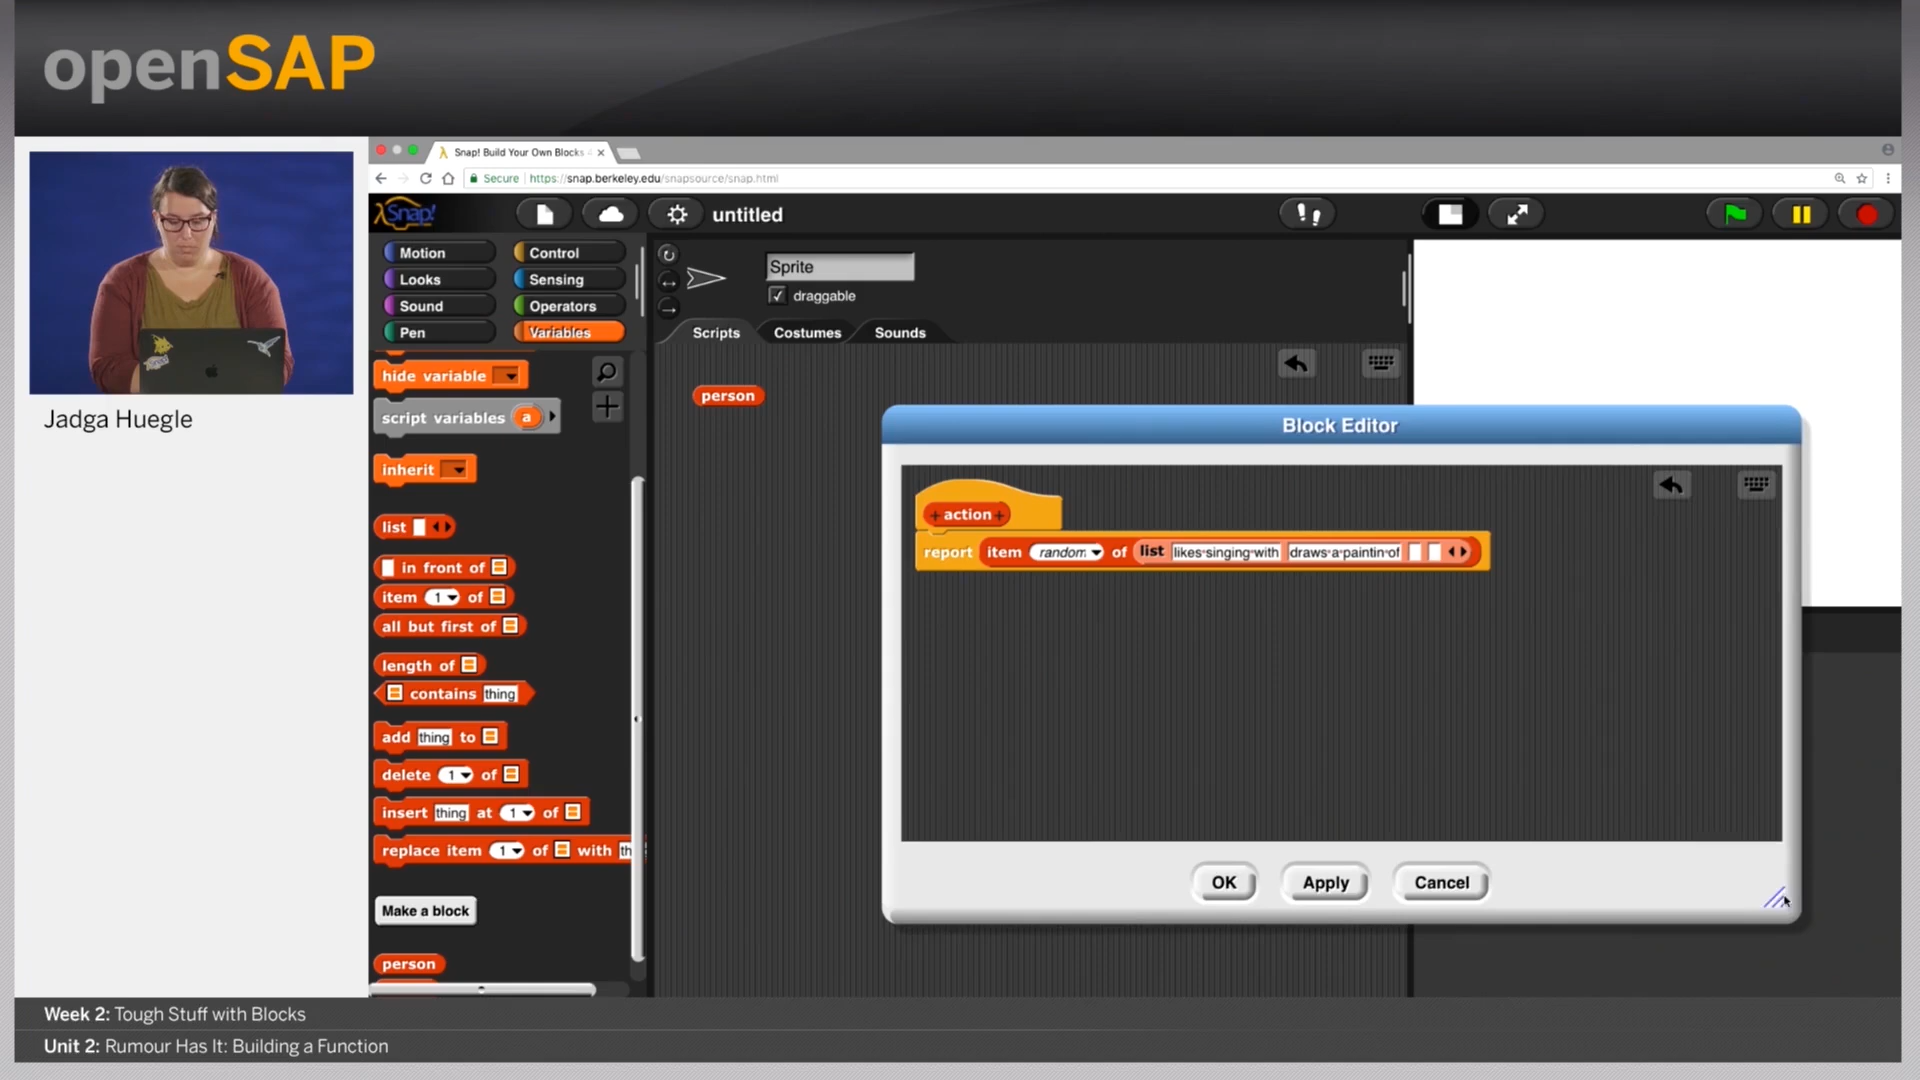 openSAP
Jadga Huegle
Snap! Build Your Own Blocks
Secure https://snap.berkeley.edu/snapsource/snap.html
Snap! untitled
Motion Control
Looks Sensing
Sound Operators
Pen Variables
Sprite
draggable
Scripts Costumes Sounds
hide variable
script variables a
inherit
list
in front of
item 1 of
all but first of
length of
contains thing
add thing to
delete 1 of
insert thing at 1 of
replace item 1 of with th
Make a block
person
person
Block Editor
+ action +
report item random of list likes singing with draws a paintin of
OK Apply Cancel
Week 2: Tough Stuff with Blocks
Unit 2: Rumour Has It: Building a Function